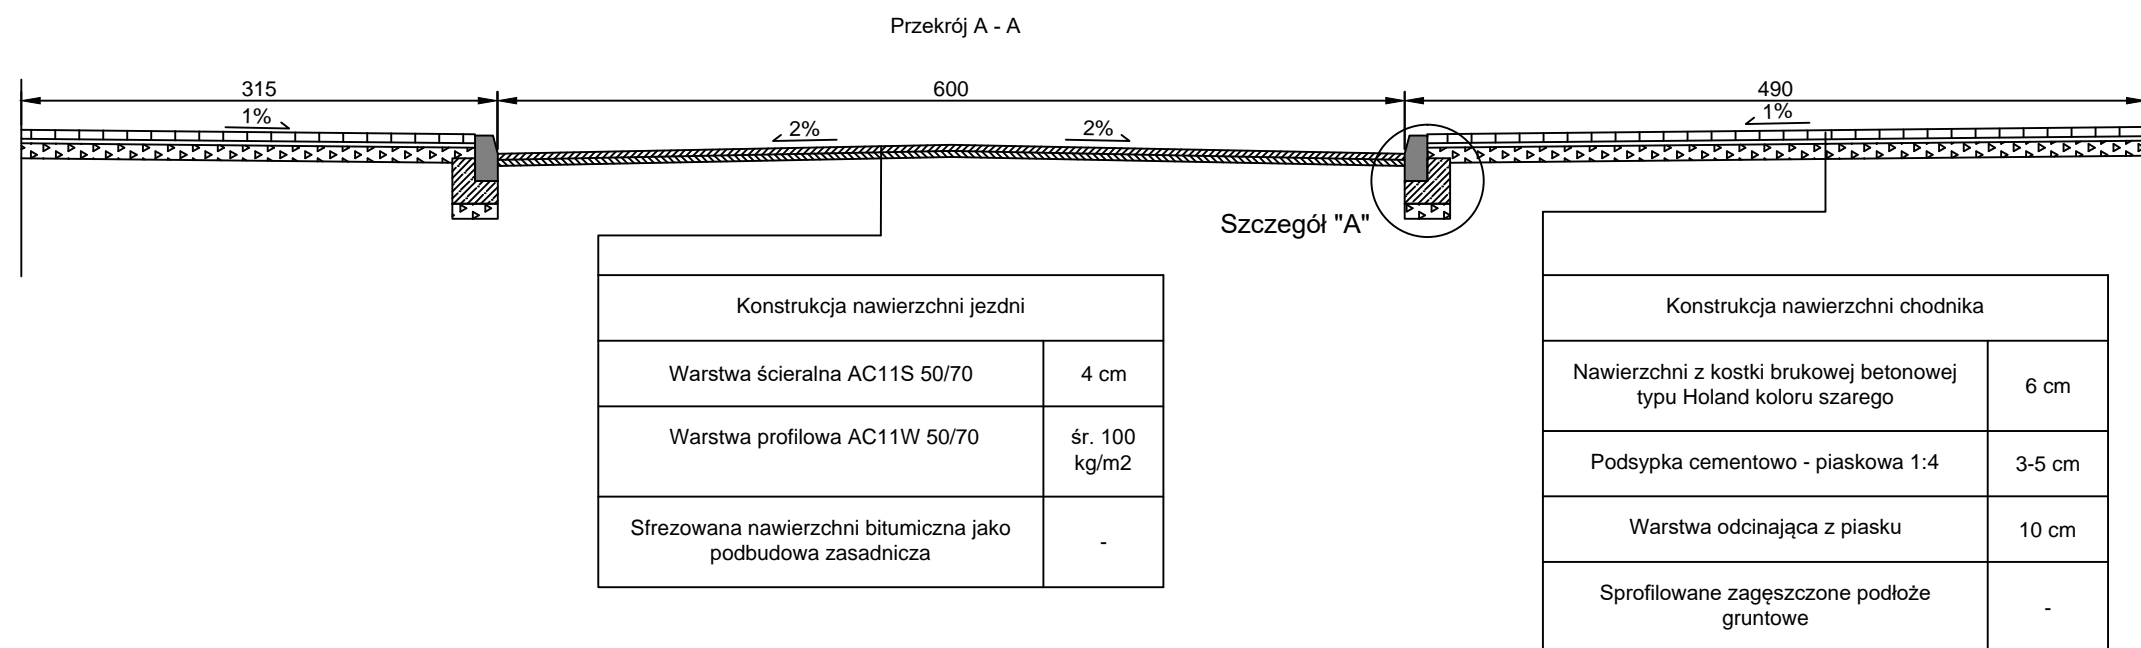 Przekrój A - A
315
600
490
1%
2%
2%
1%
Szczegół "A"
Konstrukcja nawierzchni jezdni
Warstwa ścieralna AC11S 50/70
4 cm
Warstwa profilowa AC11W 50/70
śr. 100
kg/m2
Sfrezowana nawierzchni bitumiczna jako
podbudowa zasadnicza
-
Konstrukcja nawierzchni chodnika
Nawierzchni z kostki brukowej betonowej
typu Holand koloru szarego
6 cm
Podsypka cementowo - piaskowa 1:4
3-5 cm
Warstwa odcinająca z piasku
10 cm
Sprofilowane zagęszczone podłoże
gruntowe
-